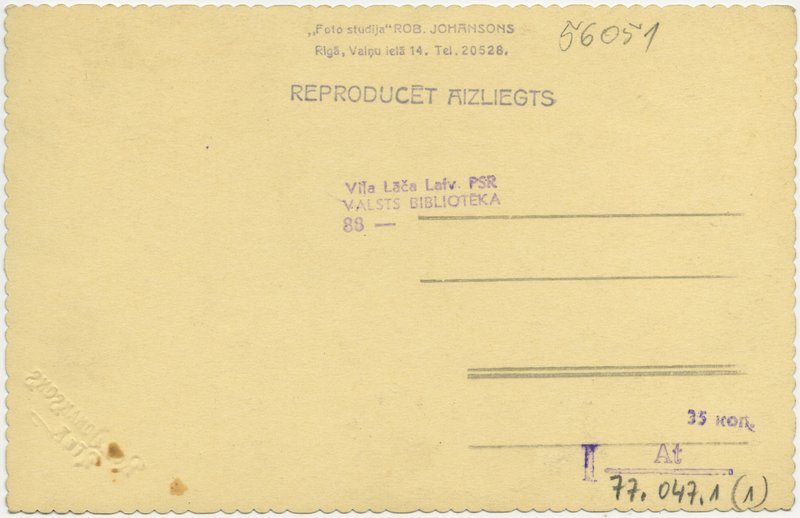 „Foto studija“ ROB. JOHANSONS
Rīgā, Vaļņu ielā 14. Tel. 20528.
56051
REPRODUCĒT AIZLIEGTS
Viļa Lāča Latv. PSR
VALSTS BIBLIOTEKA
88 —
JOHANSONS
35 коп.
I At
77.047.1(1)